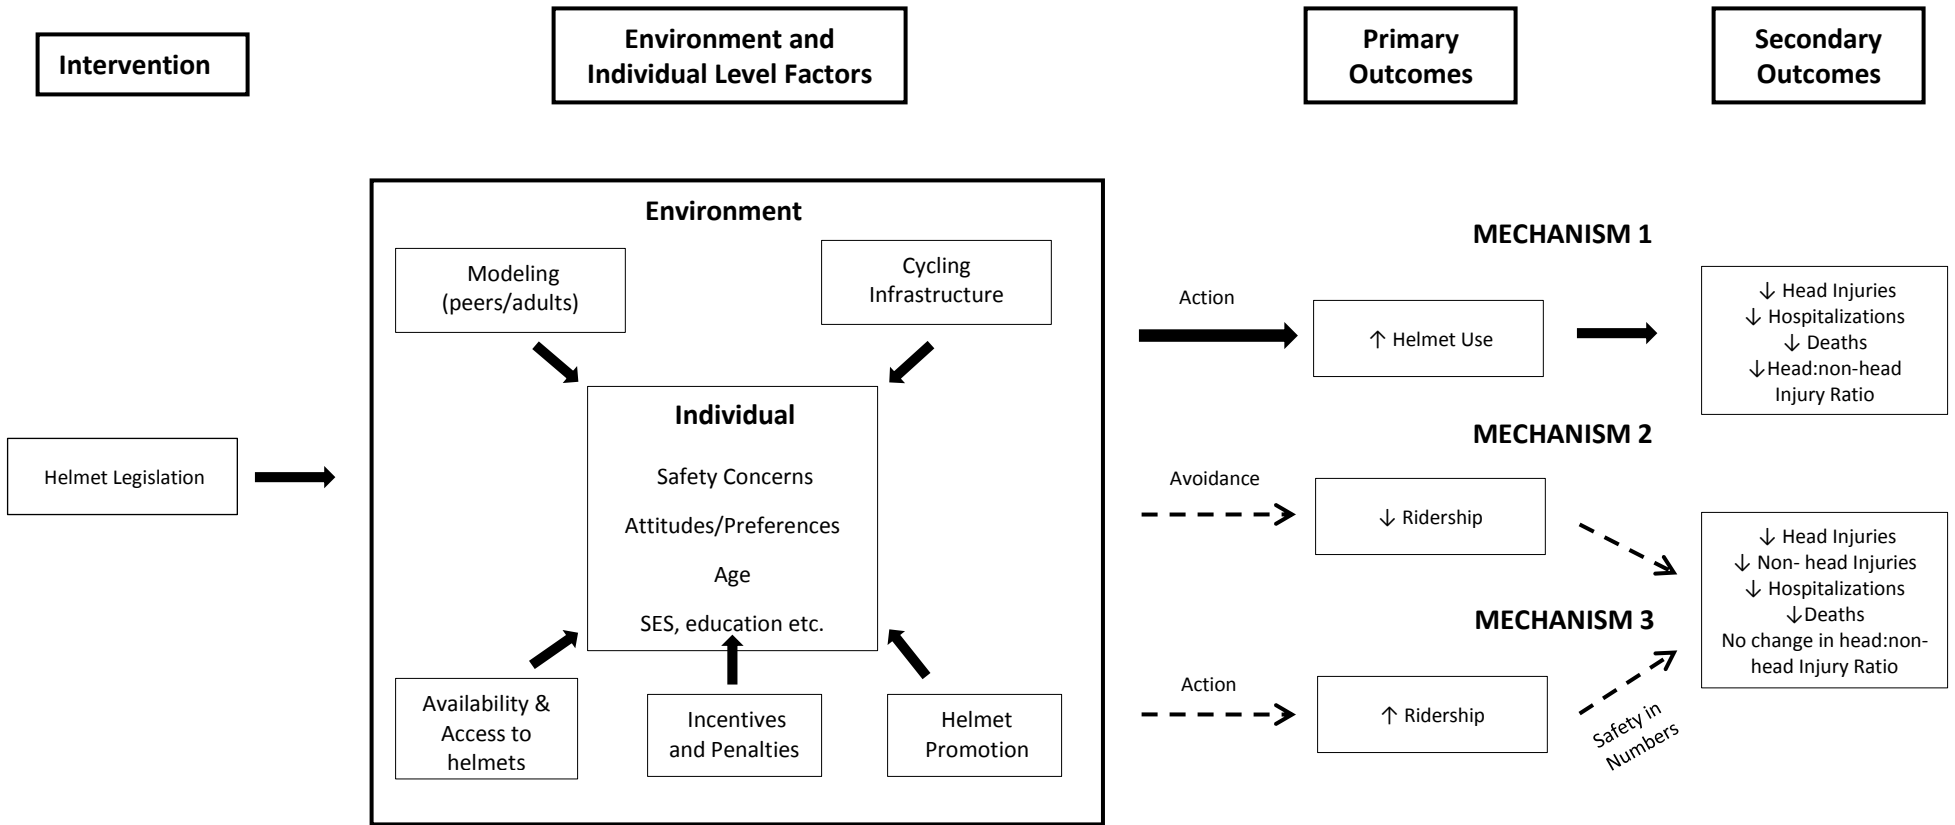 Intervention
Environment and
Individual Level Factors
Primary
Outcomes
Secondary
Outcomes
Helmet Legislation
Environment
Modeling
(peers/adults)
Cycling
Infrastructure
Individual
Safety Concerns
Attitudes/Preferences
Age
SES, education etc.
Availability &
Access to
helmets
Incentives
and Penalties
Helmet
Promotion
MECHANISM 1
Action
↑ Helmet Use
↓ Head Injuries
↓ Hospitalizations
↓ Deaths
↓Head:non-head
Injury Ratio
MECHANISM 2
Avoidance
↓ Ridership
MECHANISM 3
Action
↑ Ridership
Safety in
Numbers
↓ Head Injuries
↓ Non- head Injuries
↓ Hospitalizations
↓Deaths
No change in head:non-
head Injury Ratio